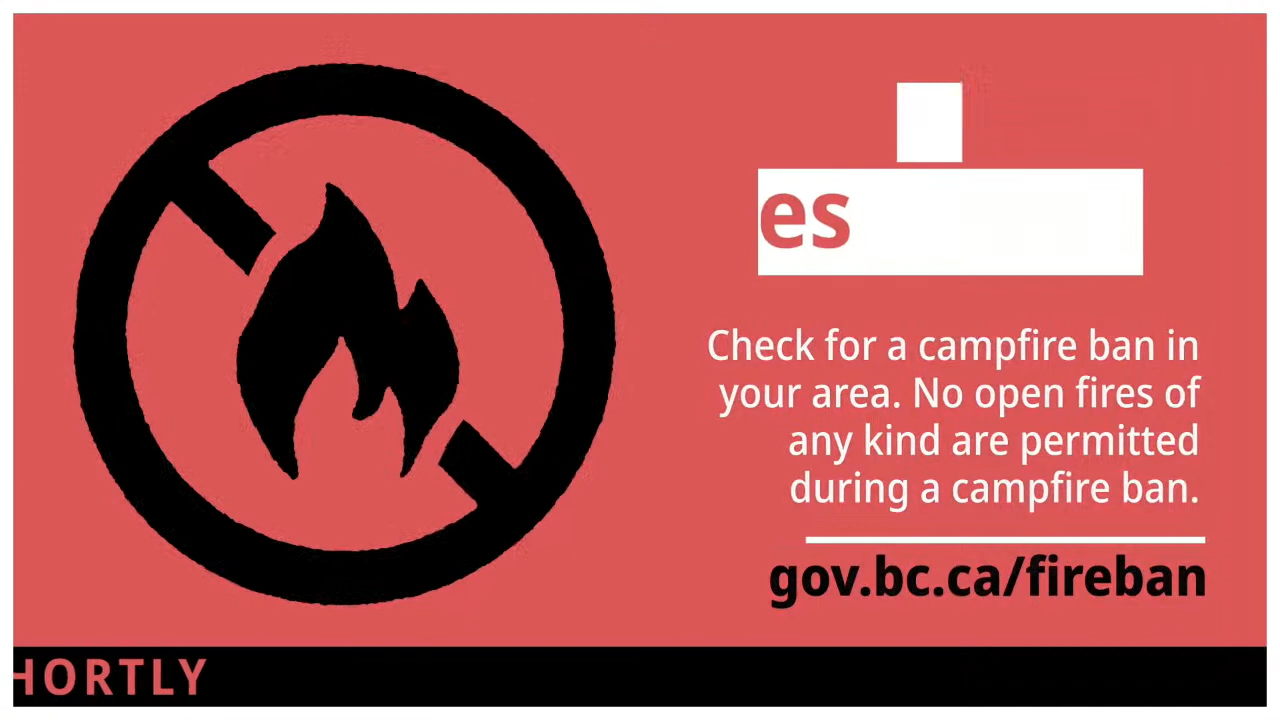 es
Check for a campfire ban in
your area. No open fires of
any kind are permitted
during a campfire ban.
gov.bc.ca/fireban
HORTLY